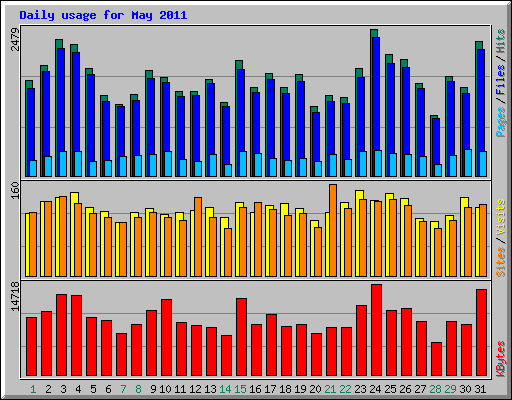 Daily usage for May 2011
2479
Pages / Files / Hits
160
Sites / Visits
14718
KBytes
1 2 3 4 5 6 7 8 9 10 11 12 13 14 15 16 17 18 19 20 21 22 23 24 25 26 27 28 29 30 31